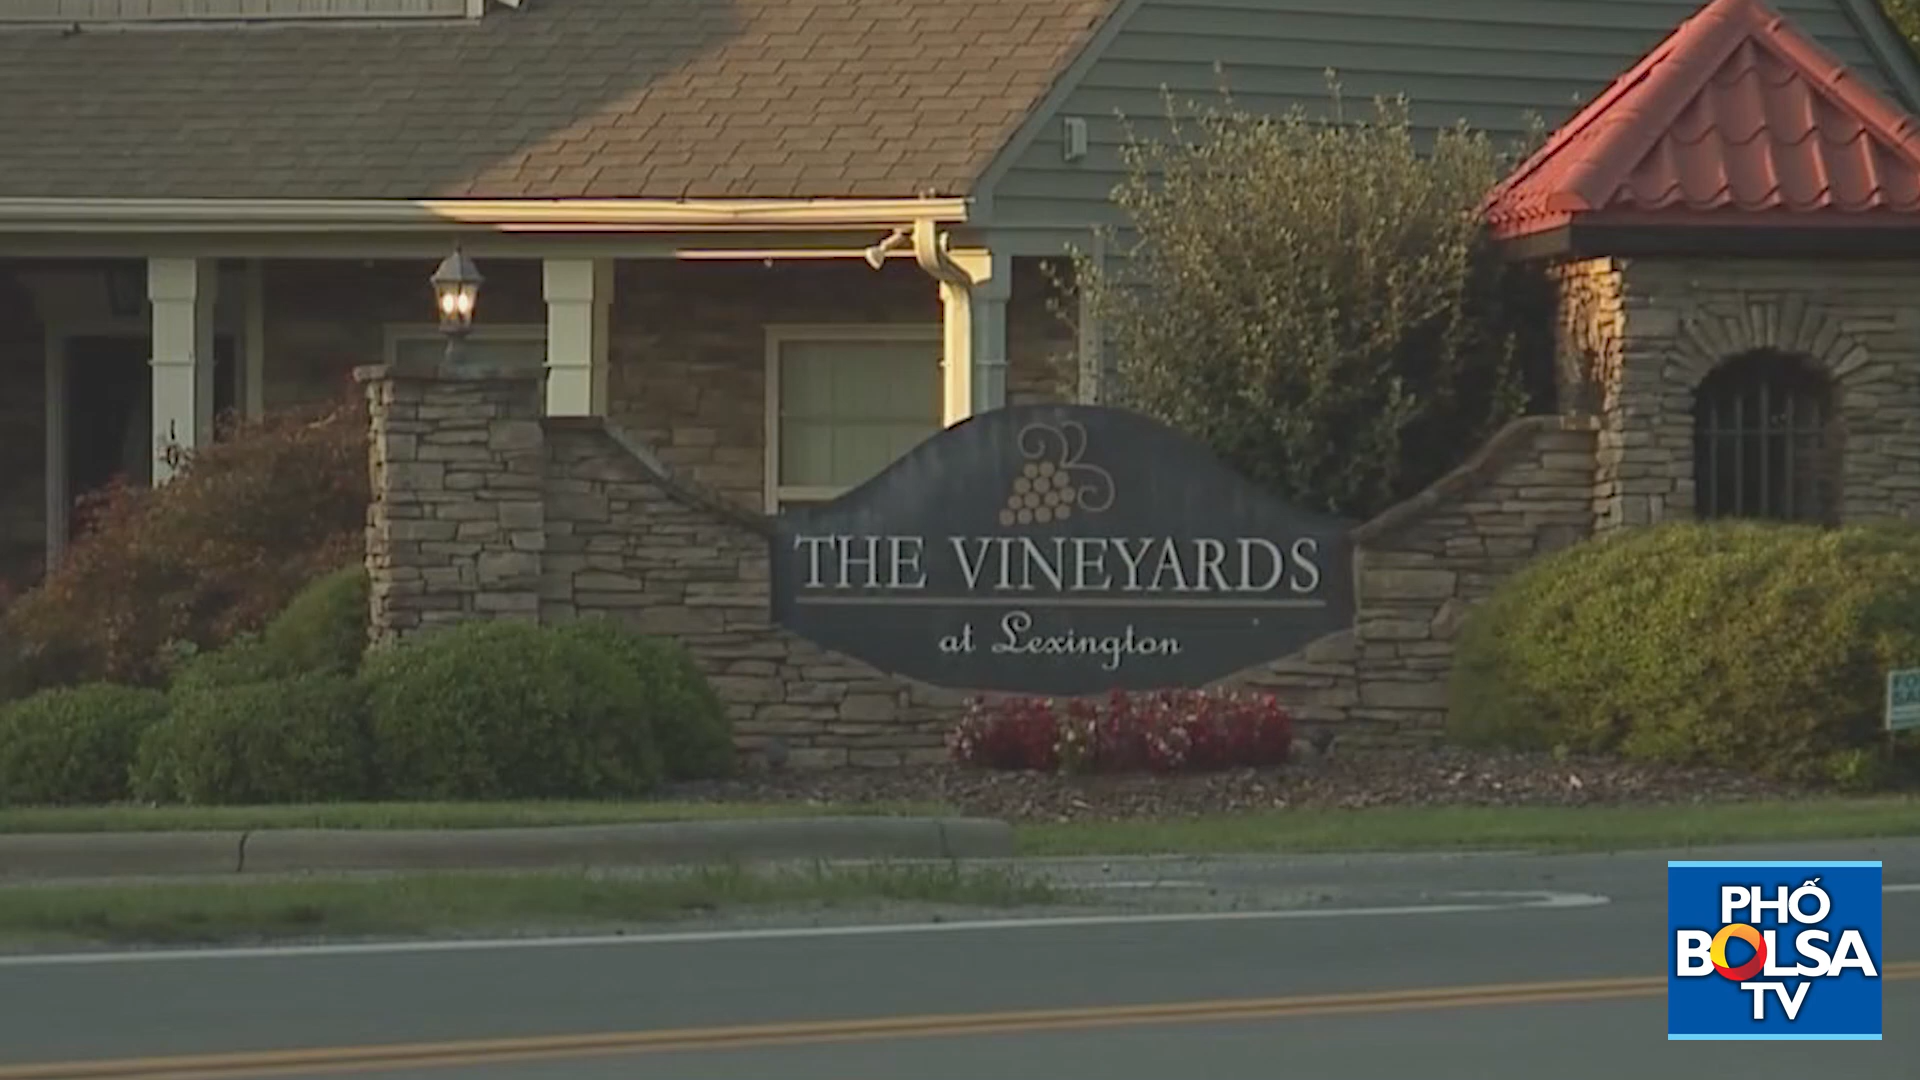 THE VINEYARDS
at Lexington
PHỐ
BOLSA
TV